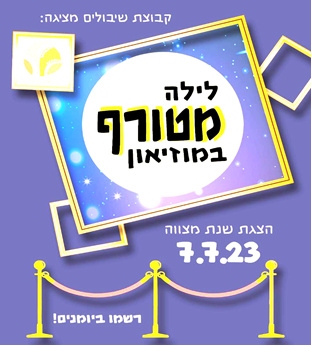 קבוצת שיבולים מציגה:
לילה
מטורף
במוזיאון
הצגת שנת מצווה
7.7.23
רשמו ביומנים!